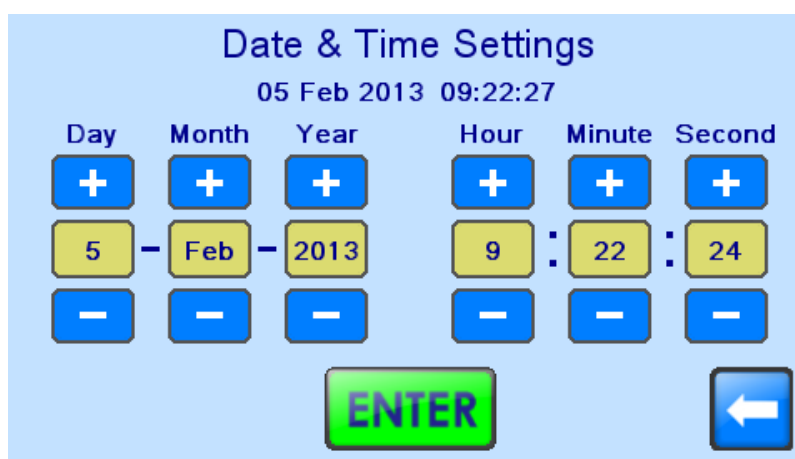 Date & Time Settings
05 Feb 2013 09:22:27
Day Month Year Hour Minute Second
+ + + + + +
5 - Feb - 2013 9 : 22 : 24
- - - - - -
ENTER